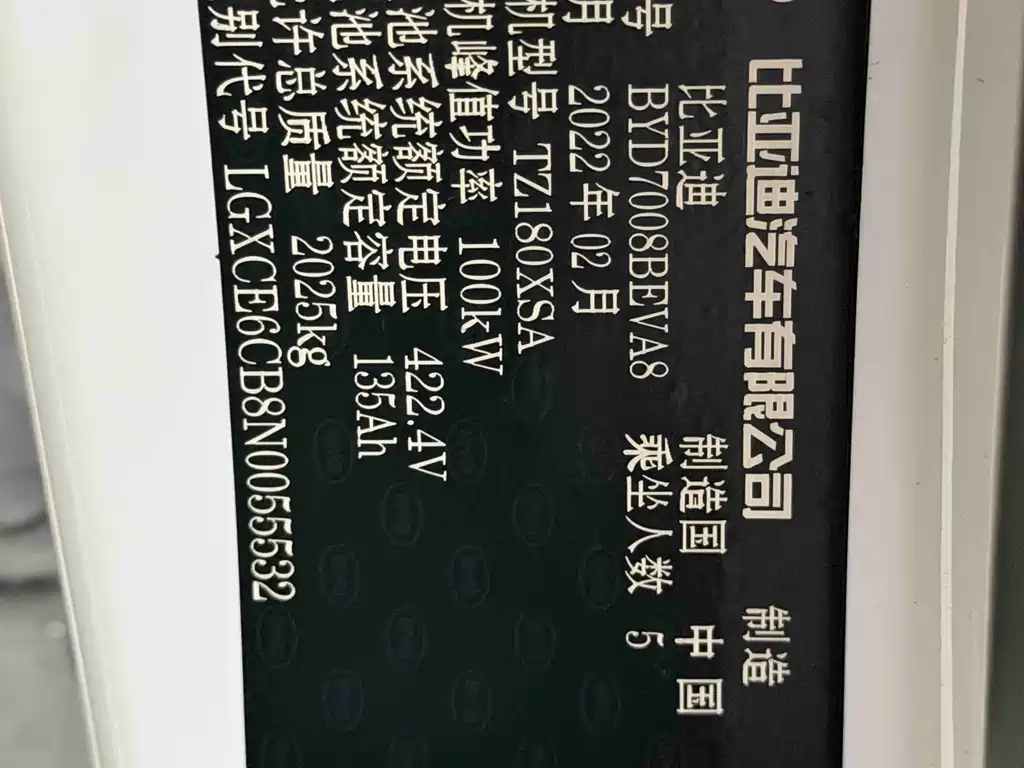 比亚迪汽车有限公司 制造
比亚迪 制造国 中国
号 BYD7008BEVA8 乘坐人数 5
月 2022年02月
机型号 TZ180XSA
机峰值功率 100kW
池系统额定电压 422.4V
池系统额定容量 135Ah
许总质量 2025kg
别代号 LGXCE6CB8N0055532